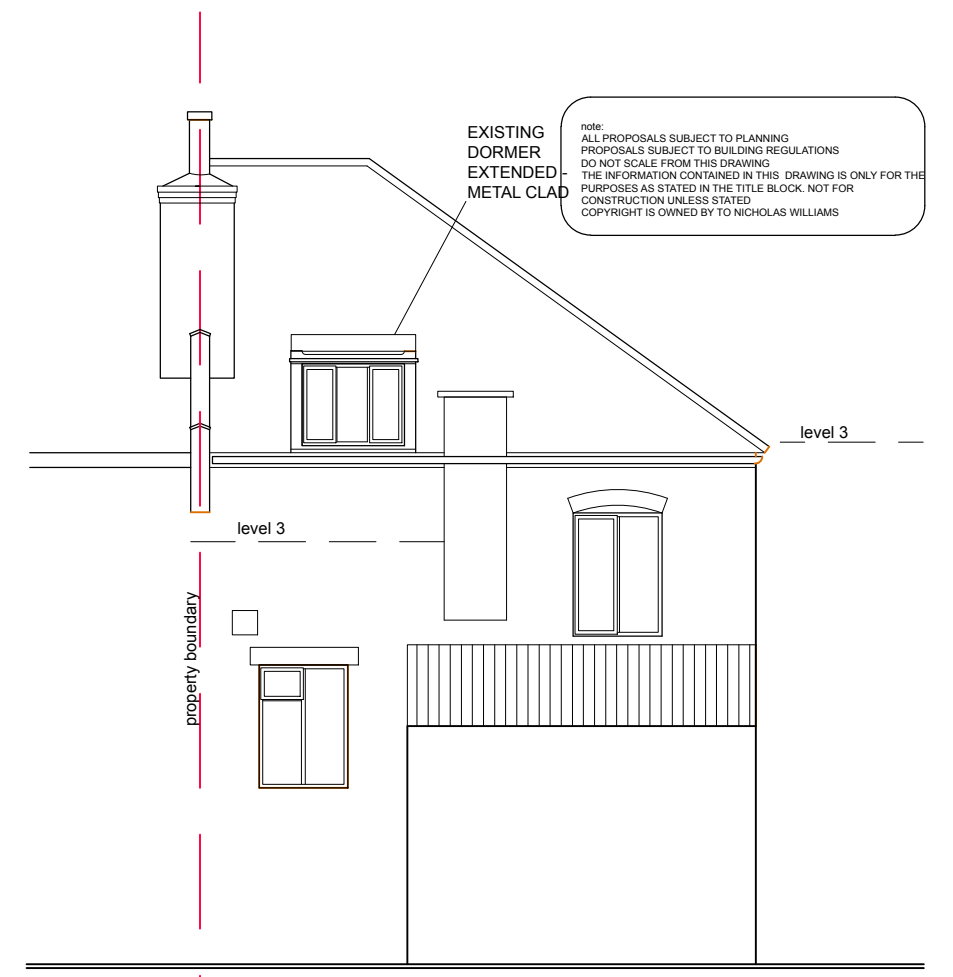 EXISTING
DORMER
EXTENDED -
METAL CLAD
note:
ALL PROPOSALS SUBJECT TO PLANNING
PROPOSALS SUBJECT TO BUILDING REGULATIONS
DO NOT SCALE FROM THIS DRAWING
THE INFORMATION CONTAINED IN THIS DRAWING IS ONLY FOR THE
PURPOSES AS STATED IN THE TITLE BLOCK. NOT FOR
CONSTRUCTION UNLESS STATED
COPYRIGHT IS OWNED BY TO NICHOLAS WILLIAMS
level 3
level 3
property boundary